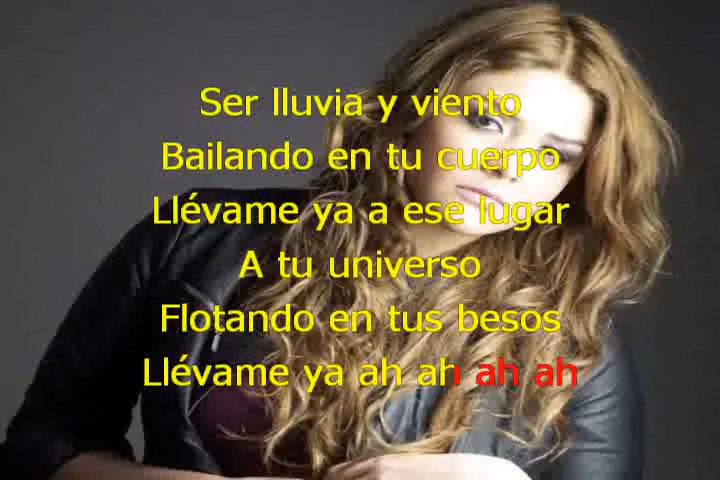 Ser lluvia y viento
Bailando en tu cuerpo
Llévame ya a ese lugar
A tu universo
Flotando en tus besos
Llévame ya ah ah ah ah